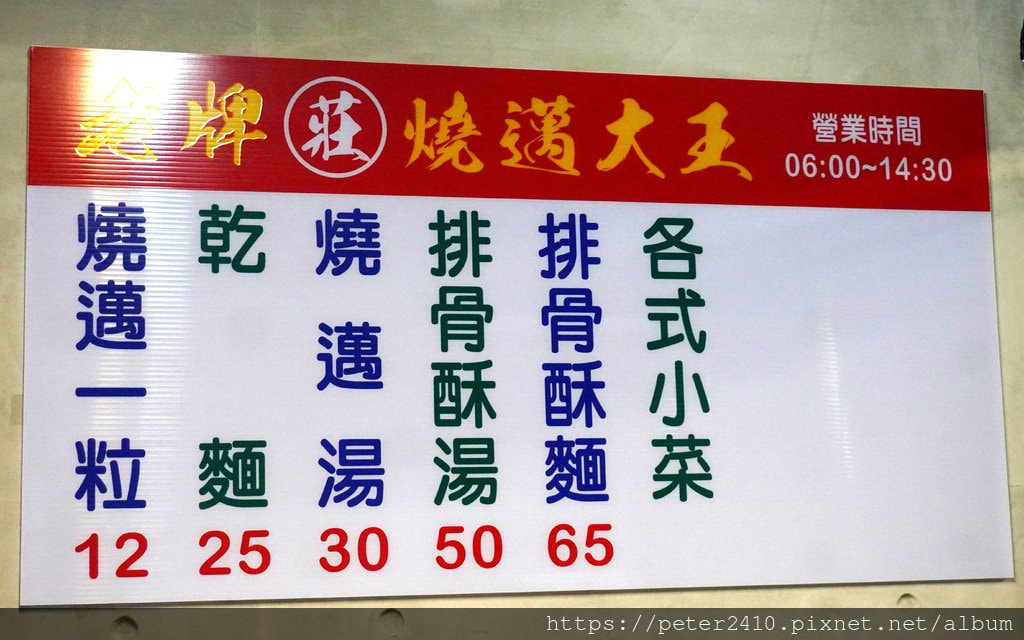 牌 莊 燒邁大王
營業時間
06:00~14:30
燒邁一粒 12
乾麵 25
燒邁湯 30
排骨酥湯 50
排骨酥麵 65
各式小菜
https://peter2410.pixnet.net/album